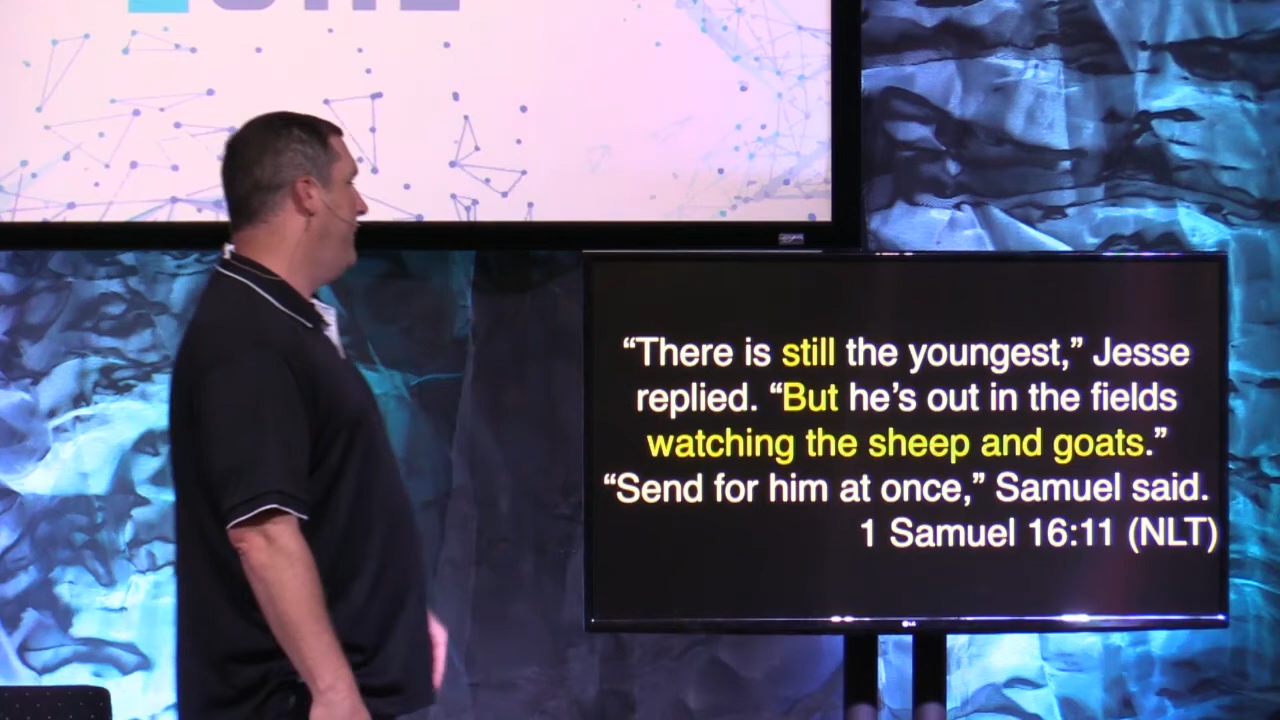 “There is still the youngest,” Jesse
replied. “But he’s out in the fields
watching the sheep and goats.”
“Send for him at once,” Samuel said.
1 Samuel 16:11 (NLT)
LG